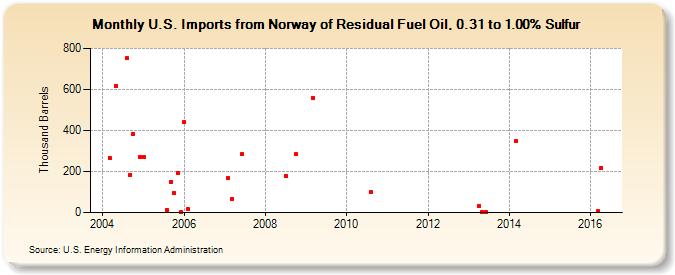 Monthly U.S. Imports from Norway of Residual Fuel Oil, 0.31 to 1.00% Sulfur
Thousand Barrels
800
600
400
200
0
2004 2006 2008 2010 2012 2014 2016
Source: U.S. Energy Information Administration